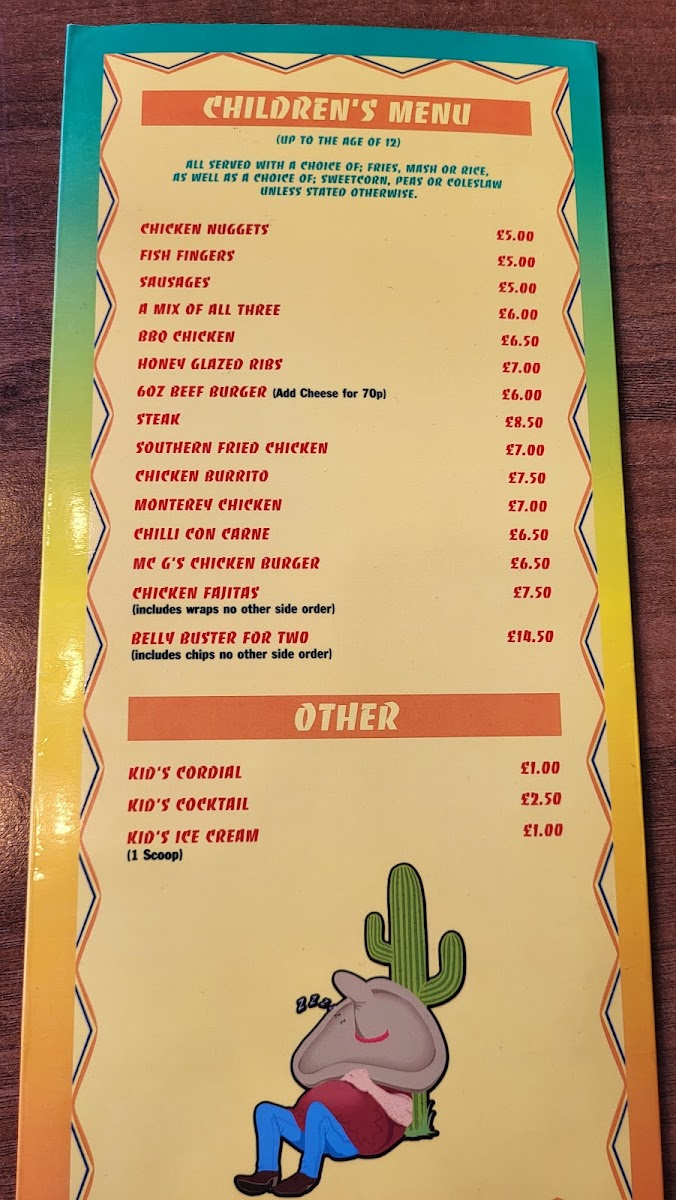 CHILDREN'S MENU
(UP TO THE AGE OF 12)
ALL SERVED WITH A CHOICE OF; FRIES, MASH OR RICE,
AS WELL AS A CHOICE OF; SWEETCORN, PEAS OR COLESLAW
UNLESS STATED OTHERWISE.
CHICKEN NUGGETS £5.00
FISH FINGERS £5.00
SAUSAGES £5.00
A MIX OF ALL THREE £6.00
BBQ CHICKEN £6.50
HONEY GLAZED RIBS £7.00
6OZ BEEF BURGER (Add Cheese for 70p) £6.00
STEAK £8.50
SOUTHERN FRIED CHICKEN £7.00
CHICKEN BURRITO £7.50
MONTEREY CHICKEN £7.00
CHILLI CON CARNE £6.50
MC G'S CHICKEN BURGER £6.50
CHICKEN FAJITAS £7.50
(includes wraps no other side order)
BELLY BUSTER FOR TWO £14.50
(includes chips no other side order)
OTHER
KID'S CORDIAL £1.00
KID'S COCKTAIL £2.50
KID'S ICE CREAM £1.00
(1 Scoop)
zzz